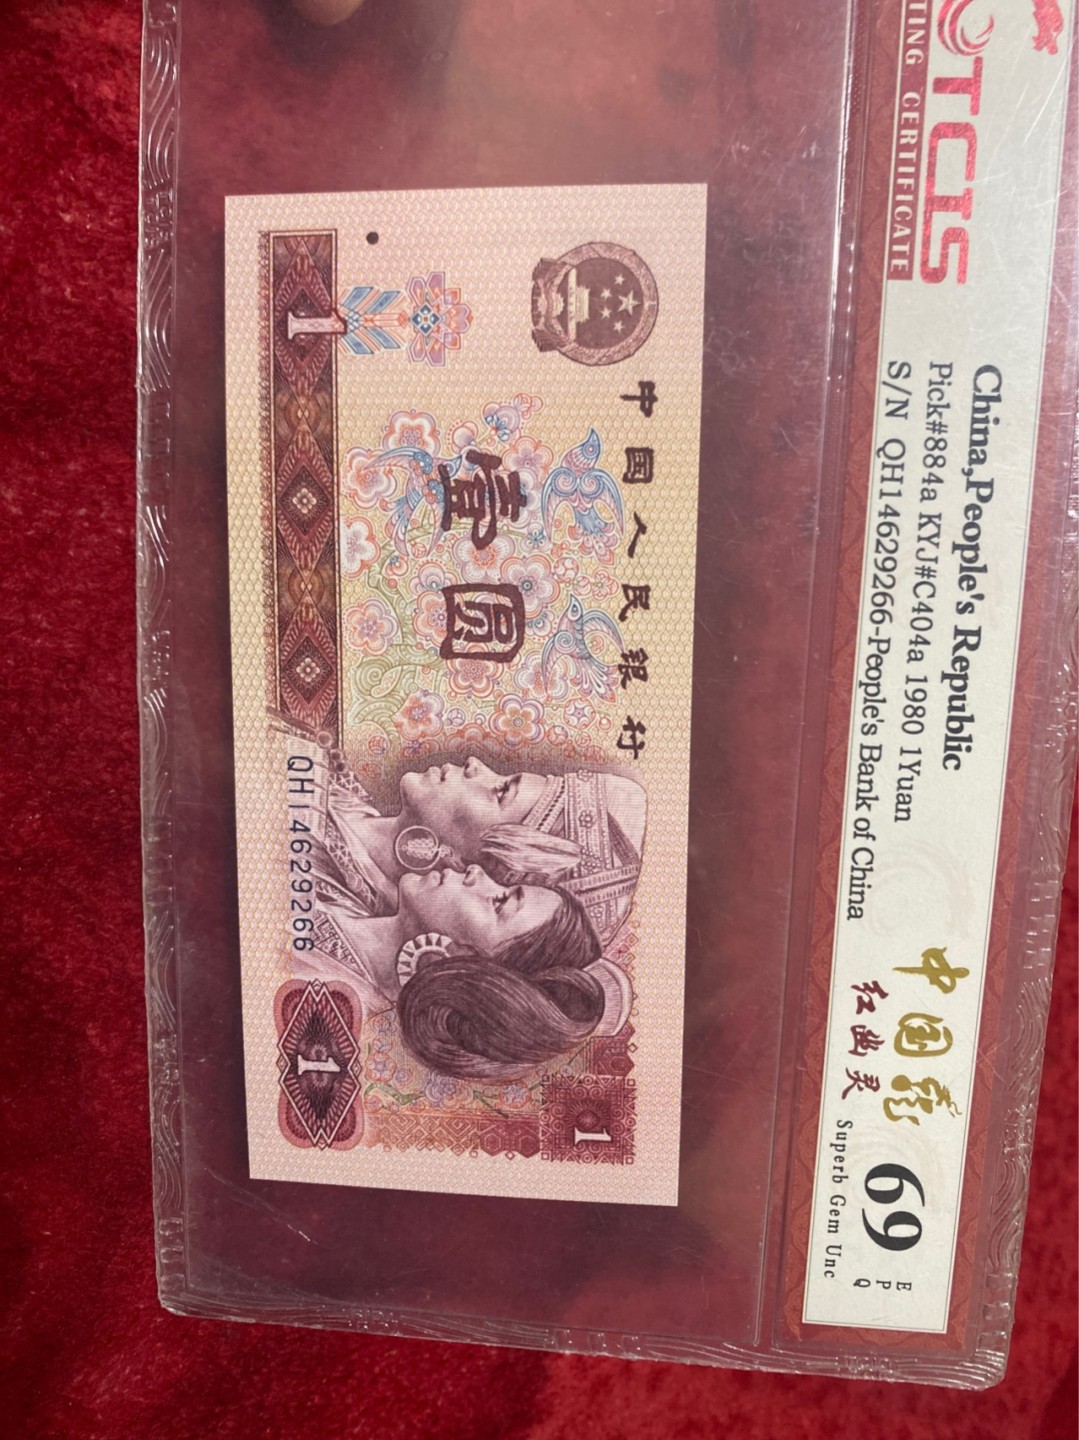 TCIS
TING CERTIFICATE
China,People's Republic
Pick#884a KYJ#C404a 1980 1Yuan
S/N QH14629266-People's Bank of China
中国龙
红幽灵
69
EPQ
Superb Gem Unc
中国人民银行
壹圆
1
QH14629266
1
1